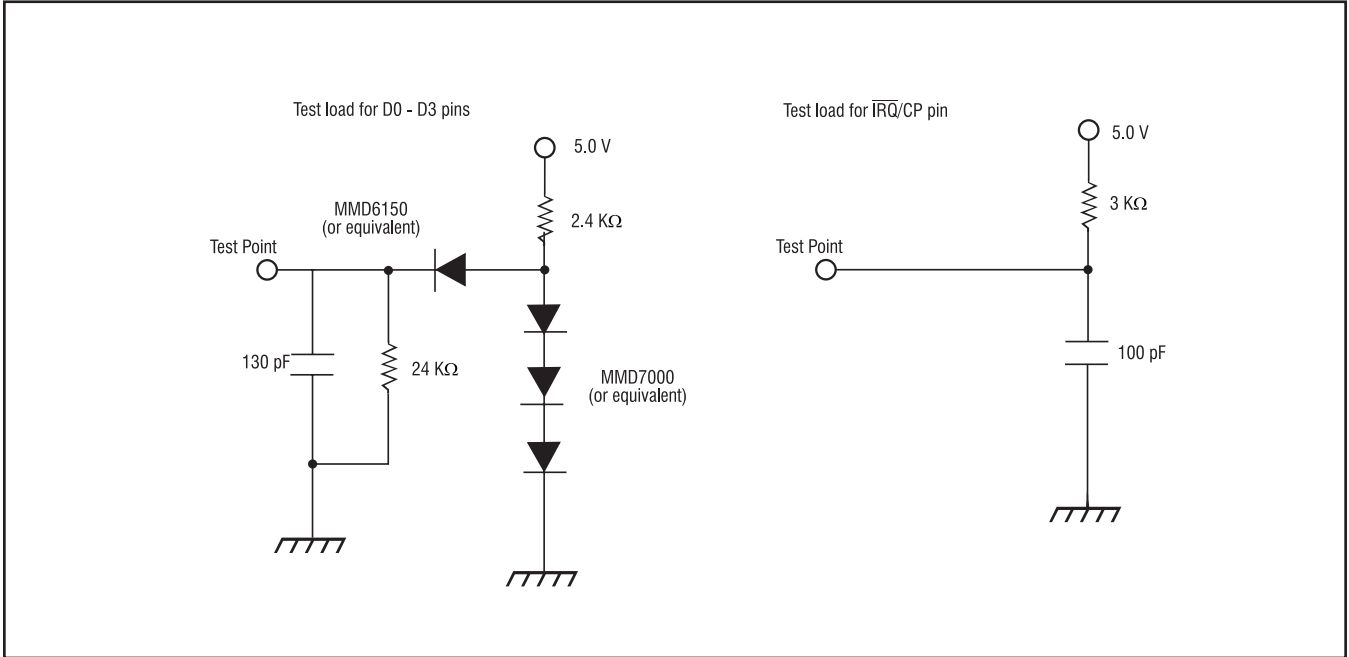 Test load for D0 - D3 pins
5.0 V
2.4 KΩ
MMD6150
(or equivalent)
Test Point
130 pF
24 KΩ
MMD7000
(or equivalent)
Test load for I̅R̅Q̅/CP pin
5.0 V
3 KΩ
Test Point
100 pF